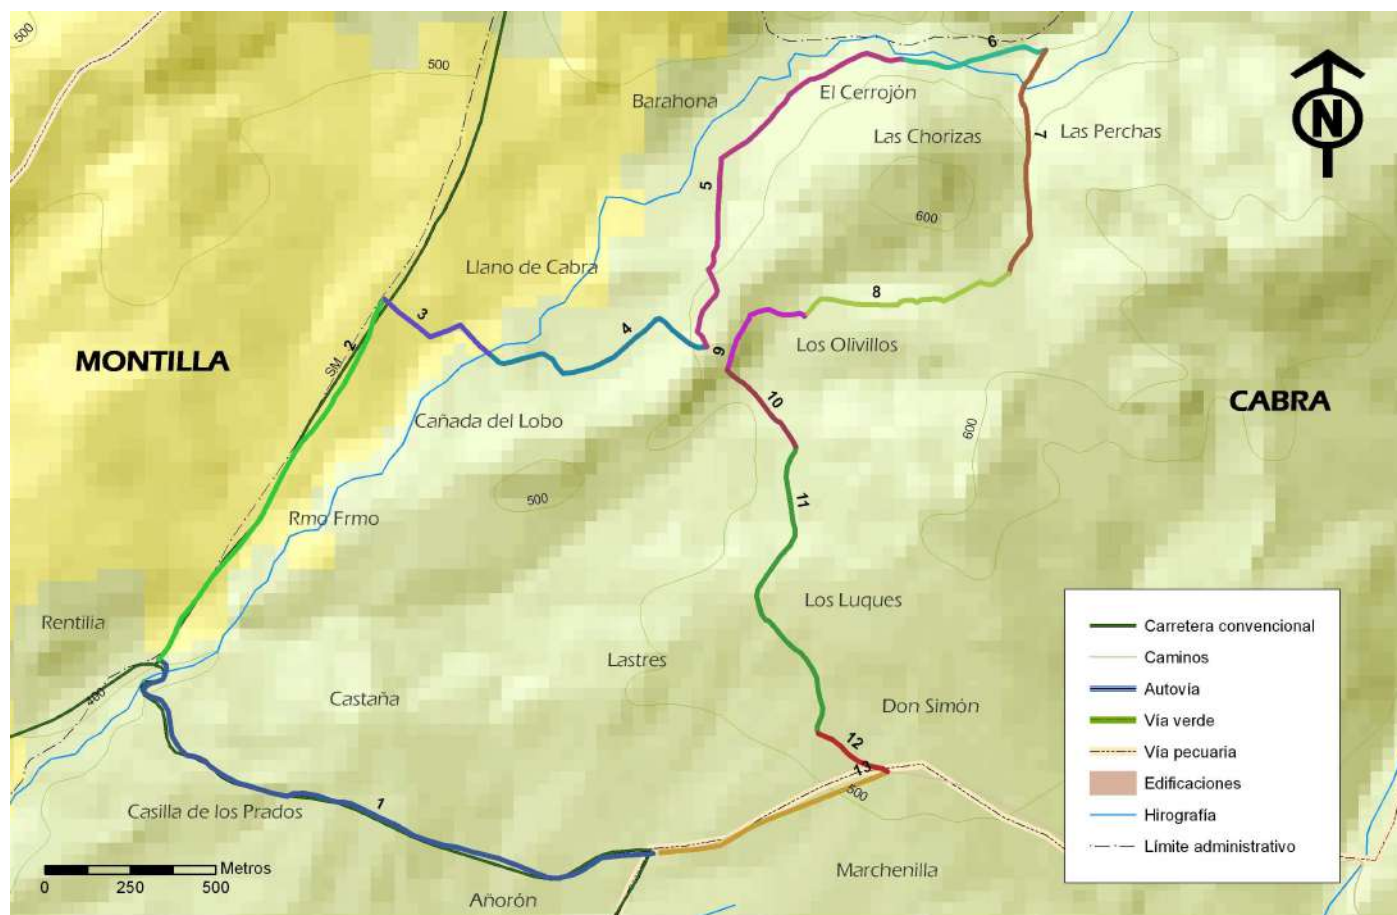 500
500
6
Barahona
El Cerrojón
Las Chorizas
7
Las Perchas
N
5
600
Llano de Cabra
8
3
4
SM
2
9
Los Olivillos
MONTILLA
10
CABRA
Cañada del Lobo
600
500
11
Rmo Frmo
Los Luques
Rentilia
Lastres
400
Castaña
Don Simón
12
13
500
1
Casilla de los Prados
Marchenilla
Añorón
Metros
0 250 500
Carretera convencional
Caminos
Autovía
Vía verde
Vía pecuaria
Edificaciones
Hirografía
Límite administrativo